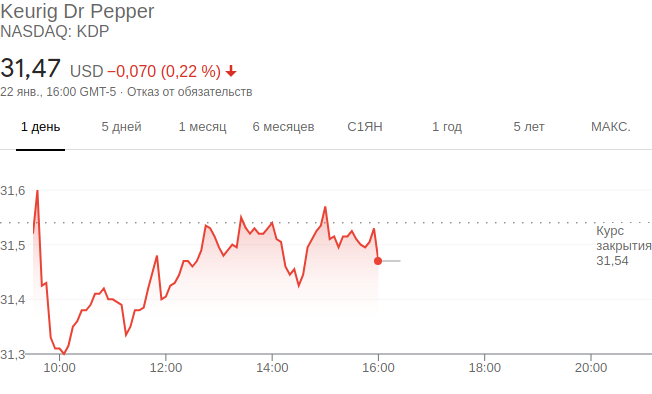 Keurig Dr Pepper
NASDAQ: KDP
31,47 USD −0,070 (0,22 %)
22 янв., 16:00 GMT-5 · Отказ от обязательств
1 день 5 дней 1 месяц 6 месяцев С1ЯН 1 год 5 лет МАКС.
31,6
Курс
31,5 закрытия
31,54
31,4
31,3
10:00 12:00 14:00 16:00 18:00 20:00